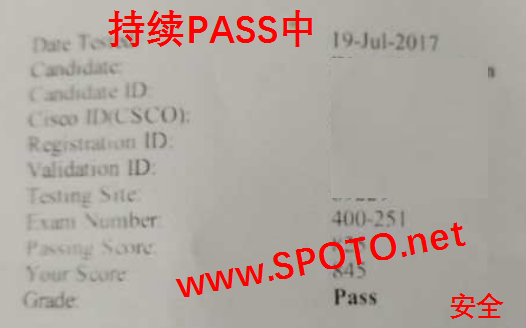 持续PASS中
Date Tested: 19-Jul-2017
Candidate:
Candidate ID:
Cisco ID(CSCO):
Registration ID:
Validation ID:
Testing Site:
Exam Number: 400-251
Passing Score:
www.SPOTO.net
Your Score: 845
Grade: Pass
安全